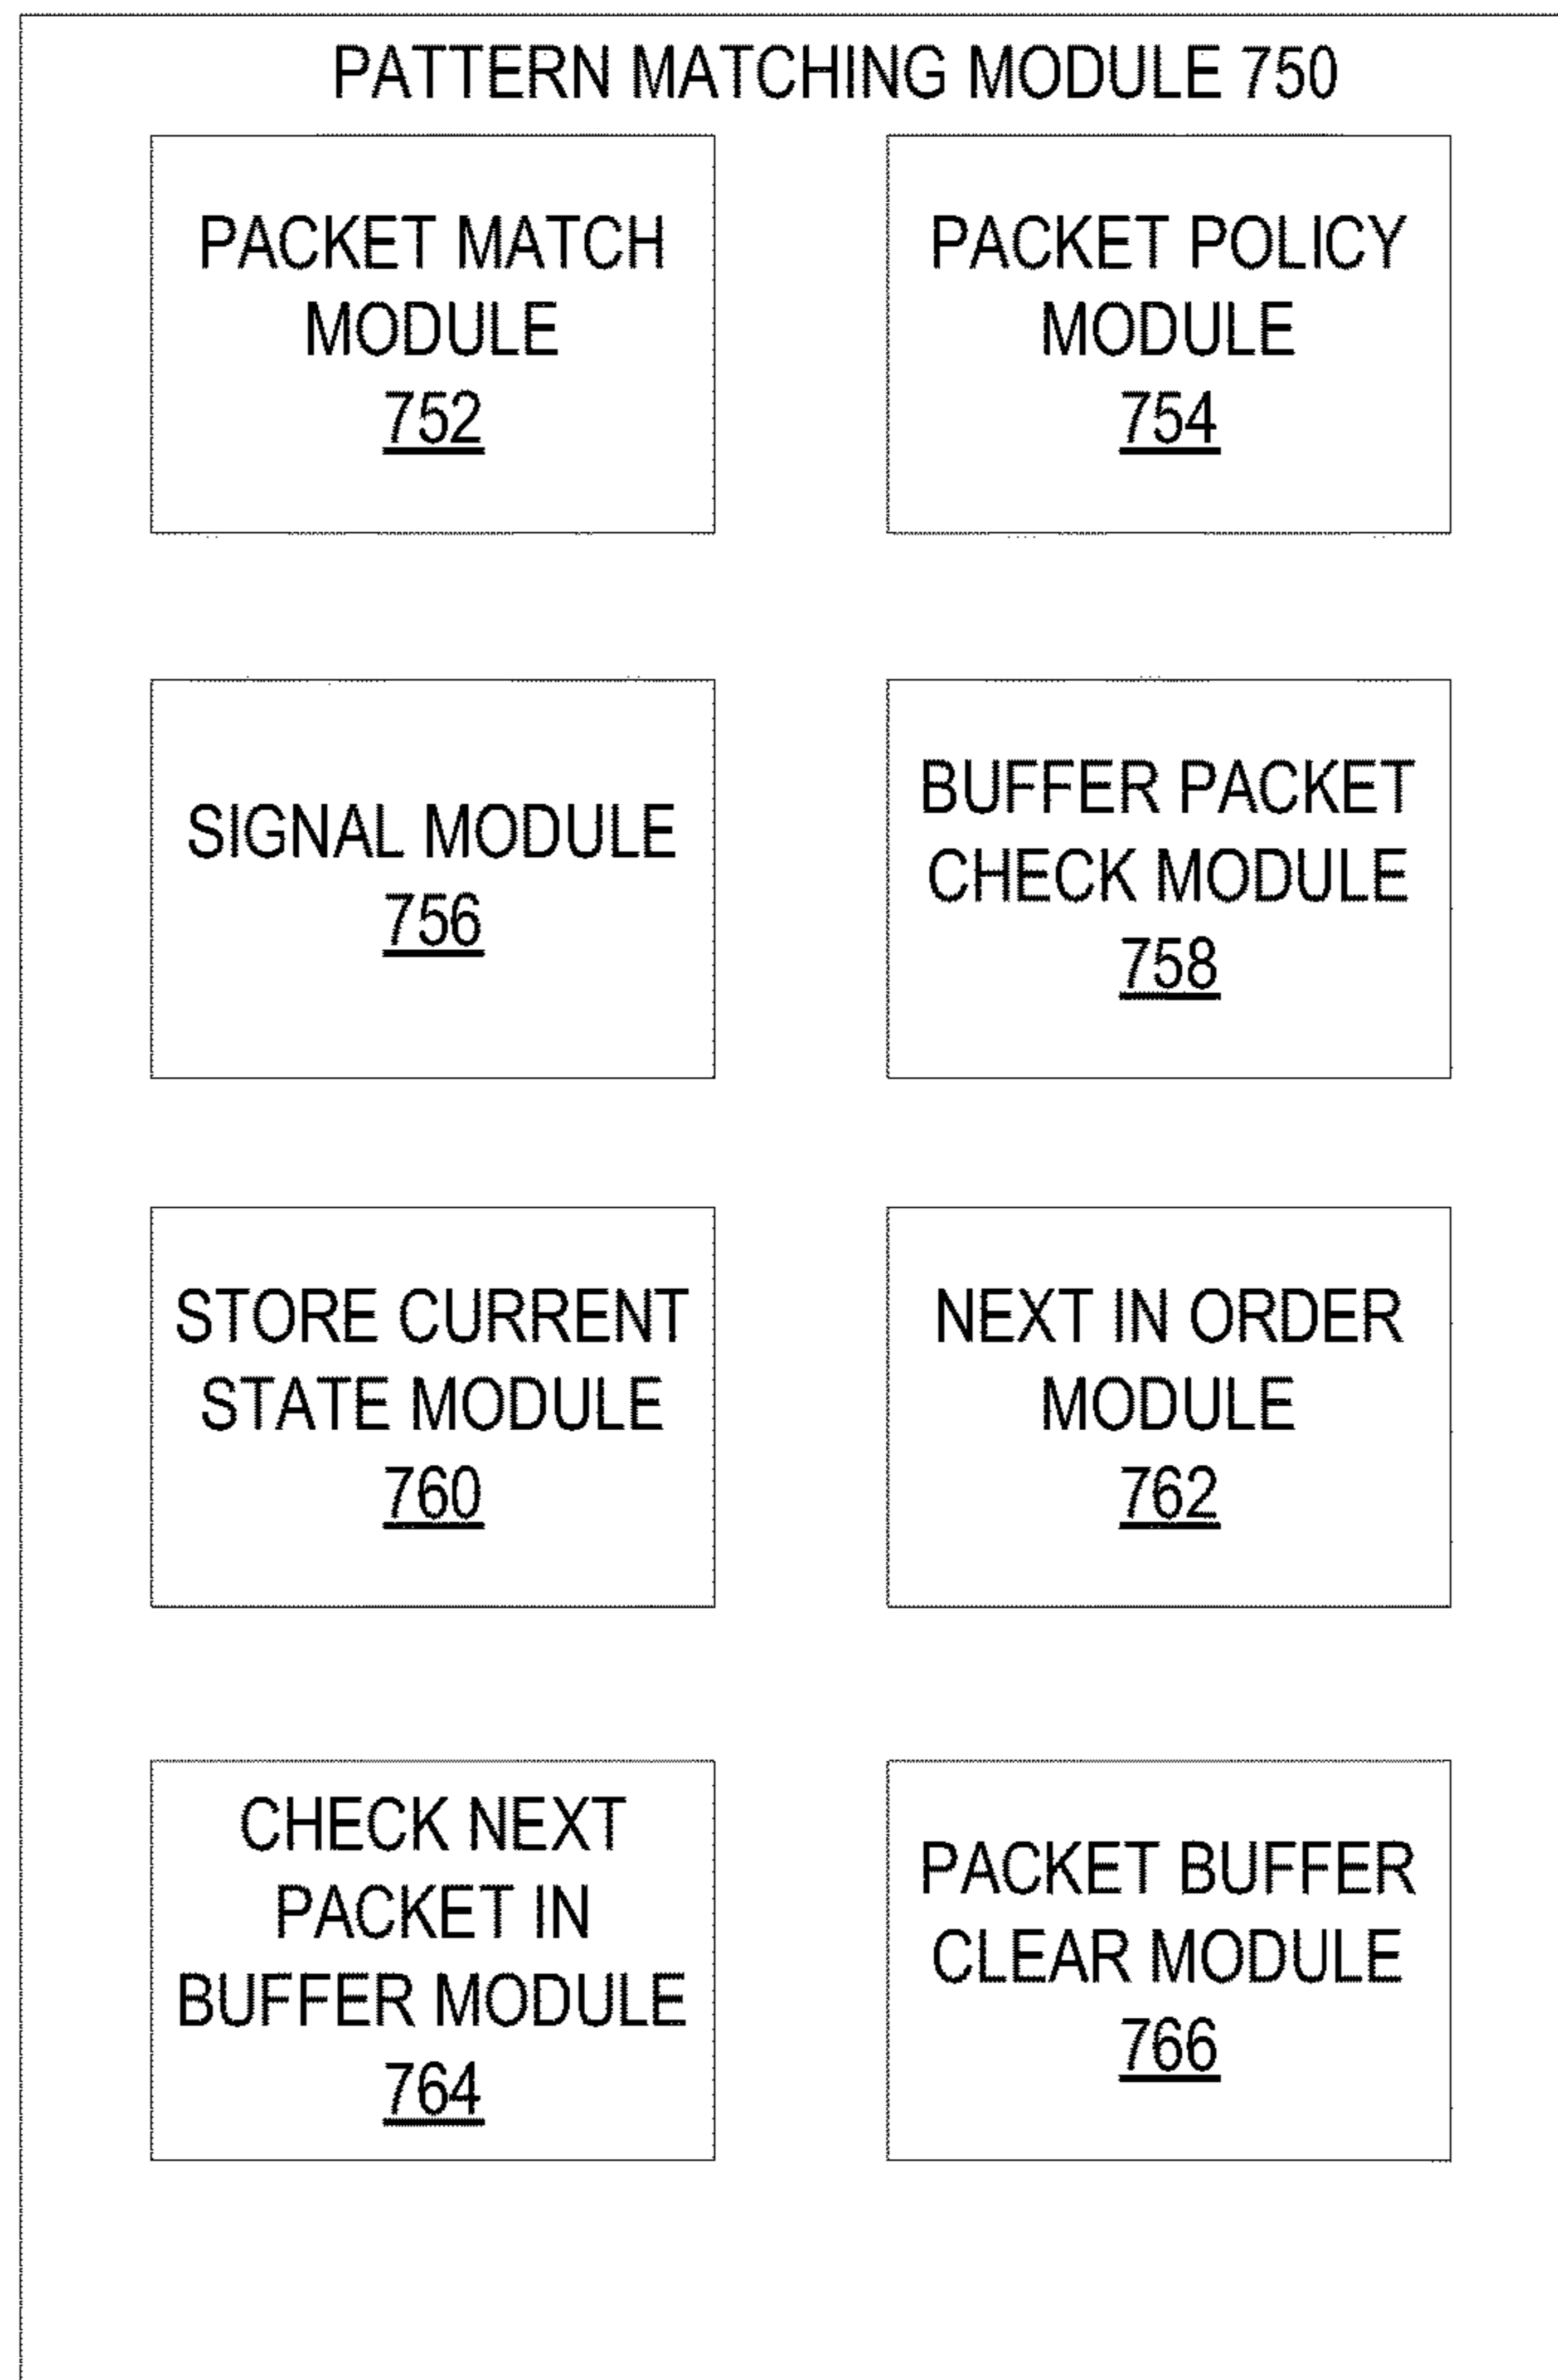 PATTERN MATCHING MODULE 750
PACKET MATCH
MODULE
752
PACKET POLICY
MODULE
754
SIGNAL MODULE
756
BUFFER PACKET
CHECK MODULE
758
STORE CURRENT
STATE MODULE
760
NEXT IN ORDER
MODULE
762
CHECK NEXT
PACKET IN
BUFFER MODULE
764
PACKET BUFFER
CLEAR MODULE
766